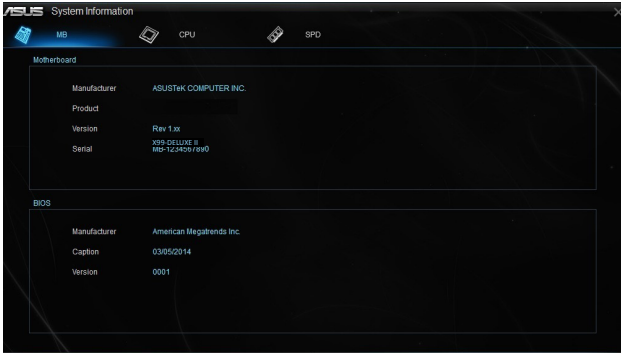 ASUS System Information
MB CPU SPD
Motherboard
Manufacturer ASUSTeK COMPUTER INC.
Product
Version Rev 1.xx
X99-DELUXE II
Serial MB-1234567890
BIOS
Manufacturer American Megatrends Inc.
Caption 03/05/2014
Version 0001